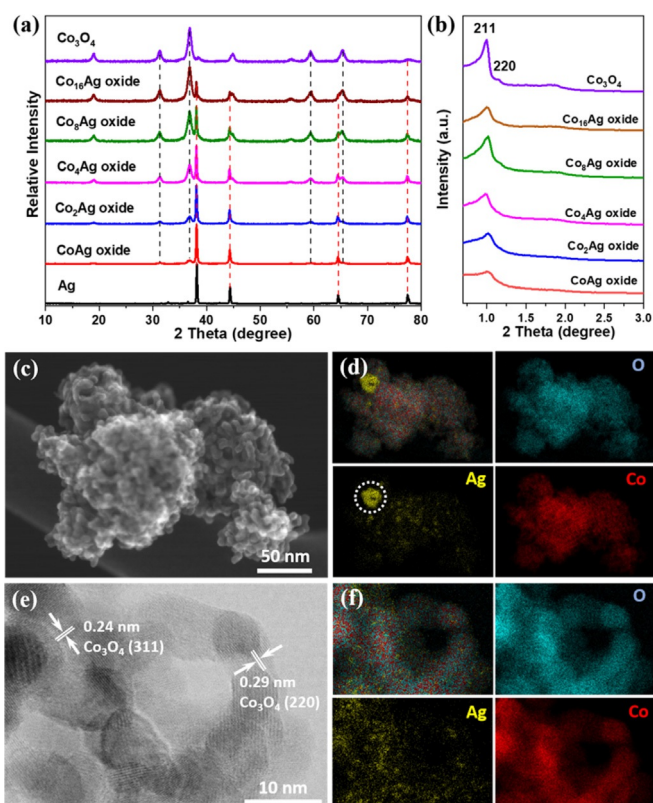 (a)
Co₃O₄
Co₁₆Ag oxide
Co₈Ag oxide
Co₄Ag oxide
Co₂Ag oxide
CoAg oxide
Ag
Relative Intensity
10 20 30 40 50 60 70 80
2 Theta (degree)
(b)
211
220
Co₃O₄
Co₁₆Ag oxide
Co₈Ag oxide
Co₄Ag oxide
Co₂Ag oxide
CoAg oxide
Intensity (a.u.)
1.0 1.5 2.0 2.5 3.0
2 Theta (degree)
(c)
50 nm
(d)
O
Ag
Co
(e)
0.24 nm
Co₃O₄ (311)
0.29 nm
Co₃O₄ (220)
10 nm
(f)
O
Ag
Co